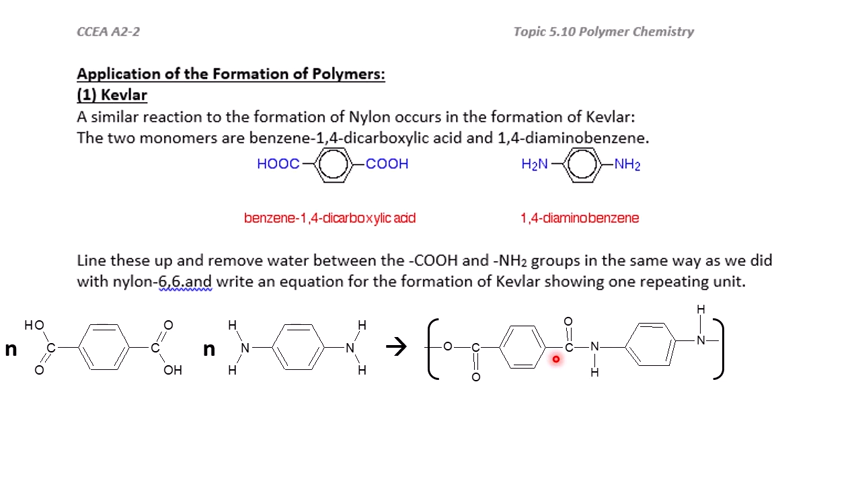 CCEA A2-2 Topic 5.10 Polymer Chemistry
Application of the Formation of Polymers:
(1) Kevlar
A similar reaction to the formation of Nylon occurs in the formation of Kevlar:
The two monomers are benzene-1,4-dicarboxylic acid and 1,4-diaminobenzene.
HOOC COOH H2N NH2
benzene-1,4-dicarboxylic acid 1,4-diaminobenzene
Line these up and remove water between the -COOH and -NH2 groups in the same way as we did
with nylon-6,6.and write an equation for the formation of Kevlar showing one repeating unit.
H
HO O H H O
N
n C C n N N → O C C N
O OH H H O H